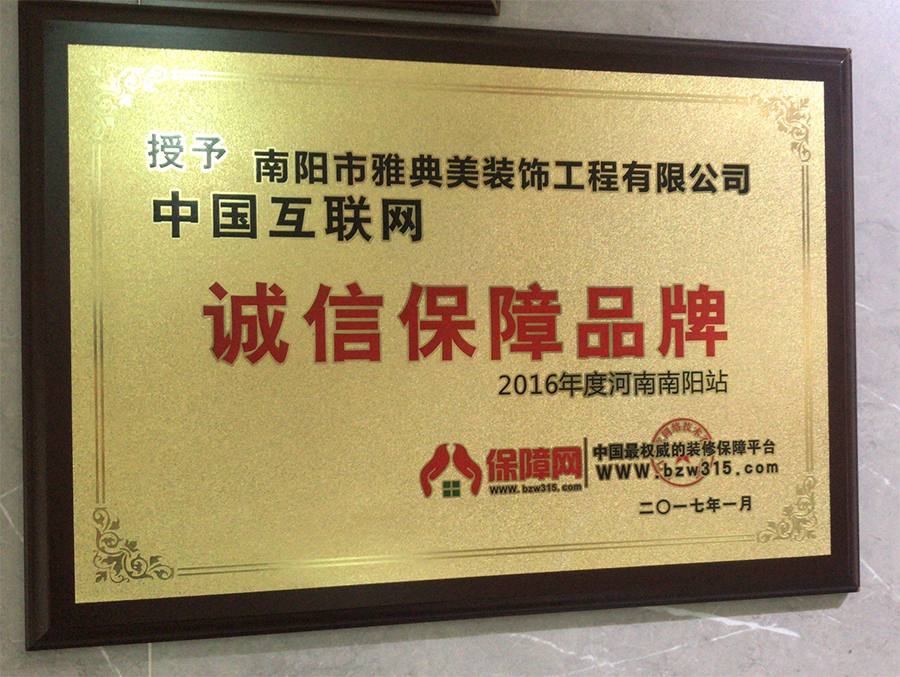 授予 南阳市雅典美装饰工程有限公司
中国互联网
诚信保障品牌
2016年度河南南阳站
保障网
www.bzw315.com
中国最权威的装修保障平台
www.bzw315.com
二〇一七年一月